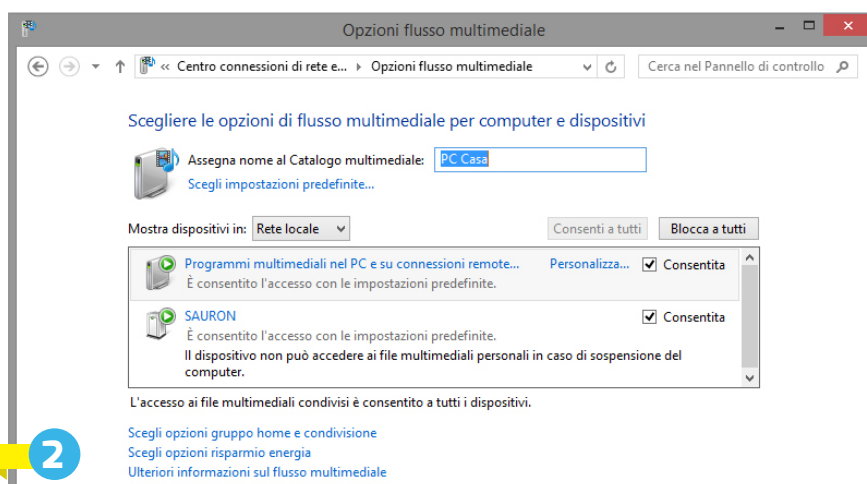 Opzioni flusso multimediale
« Centro connessioni di rete e... Opzioni flusso multimediale
Cerca nel Pannello di controllo
Scegliere le opzioni di flusso multimediale per computer e dispositivi
Assegna nome al Catalogo multimediale: PC Casa
Scegli impostazioni predefinite...
Mostra dispositivi in: Rete locale Consenti a tutti Blocca a tutti
Programmi multimediali nel PC e su connessioni remote... Personalizza... Consentita
È consentito l'accesso con le impostazioni predefinite.
SAURON Consentita
È consentito l'accesso con le impostazioni predefinite.
Il dispositivo non può accedere ai file multimediali personali in caso di sospensione del
computer.
L'accesso ai file multimediali condivisi è consentito a tutti i dispositivi.
Scegli opzioni gruppo home e condivisione
Scegli opzioni risparmio energia
Ulteriori informazioni sul flusso multimediale
2